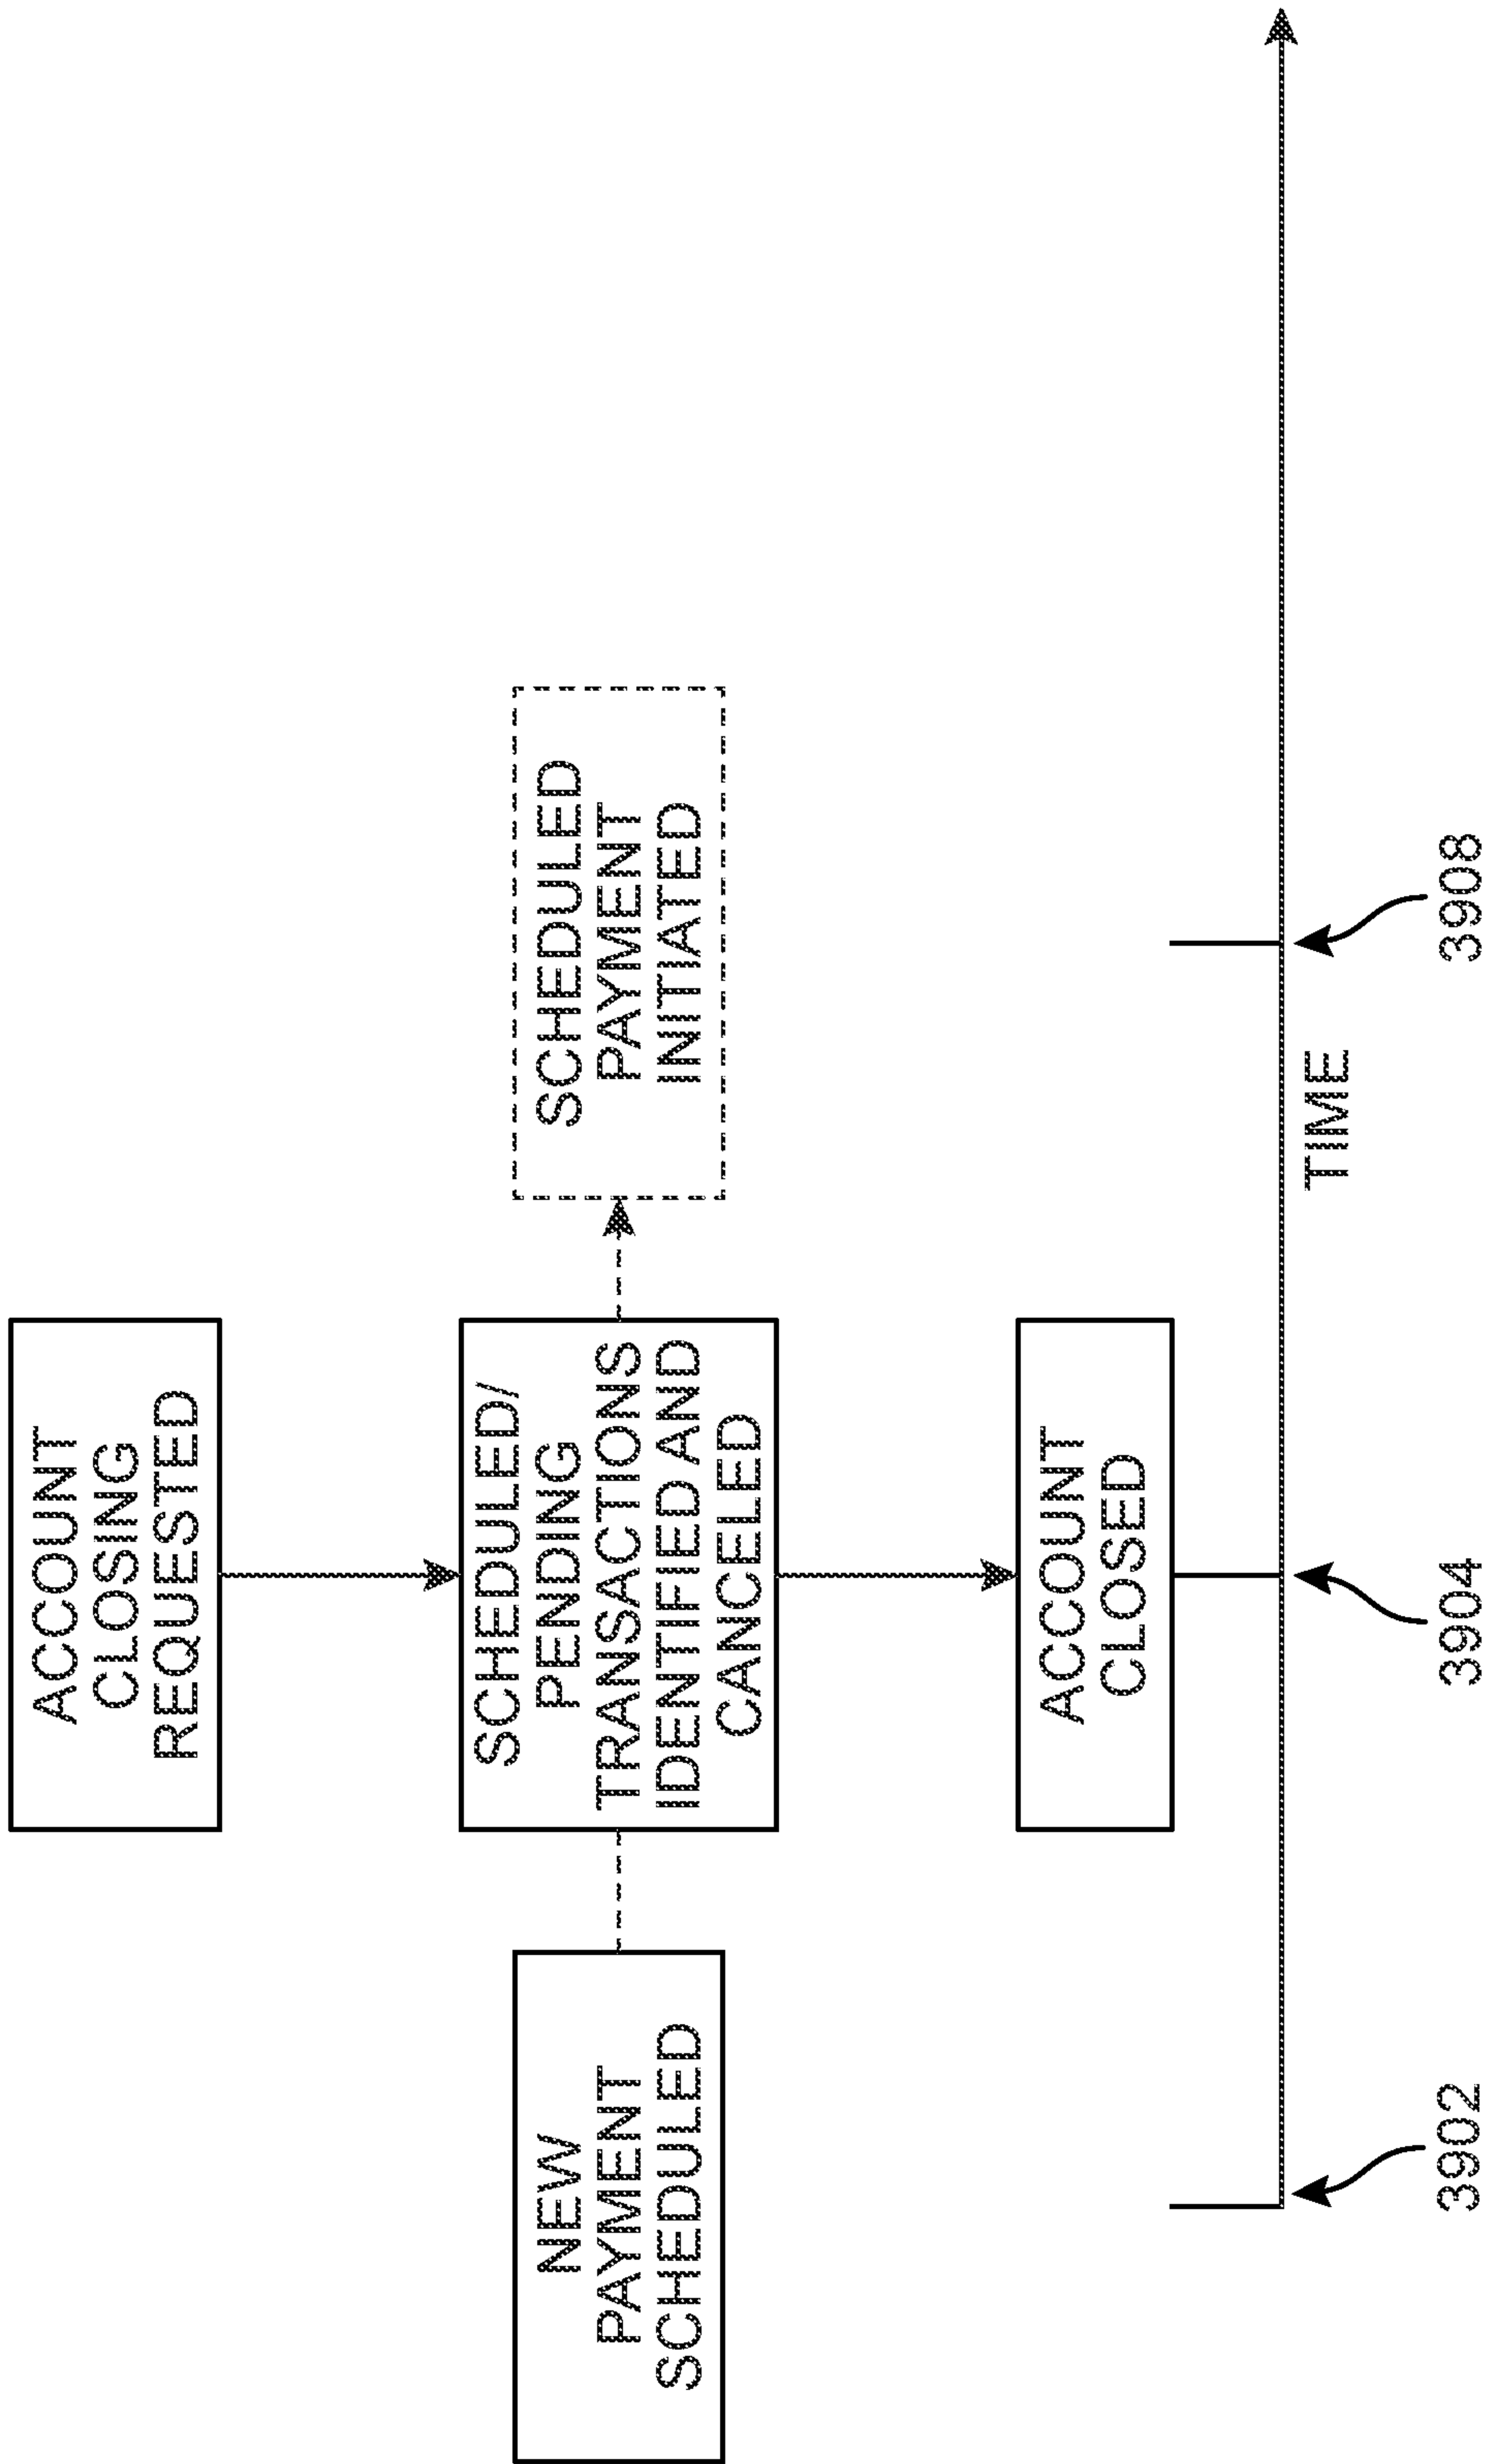 ACCOUNT
CLOSING
REQUESTED
NEW
PAYMENT
SCHEDULED
SCHEDULED/
PENDING
TRANSACTIONS
IDENTIFIED AND
CANCELED
SCHEDULED
PAYMENT
INITIATED
ACCOUNT
CLOSED
TIME
3902
3904
3908